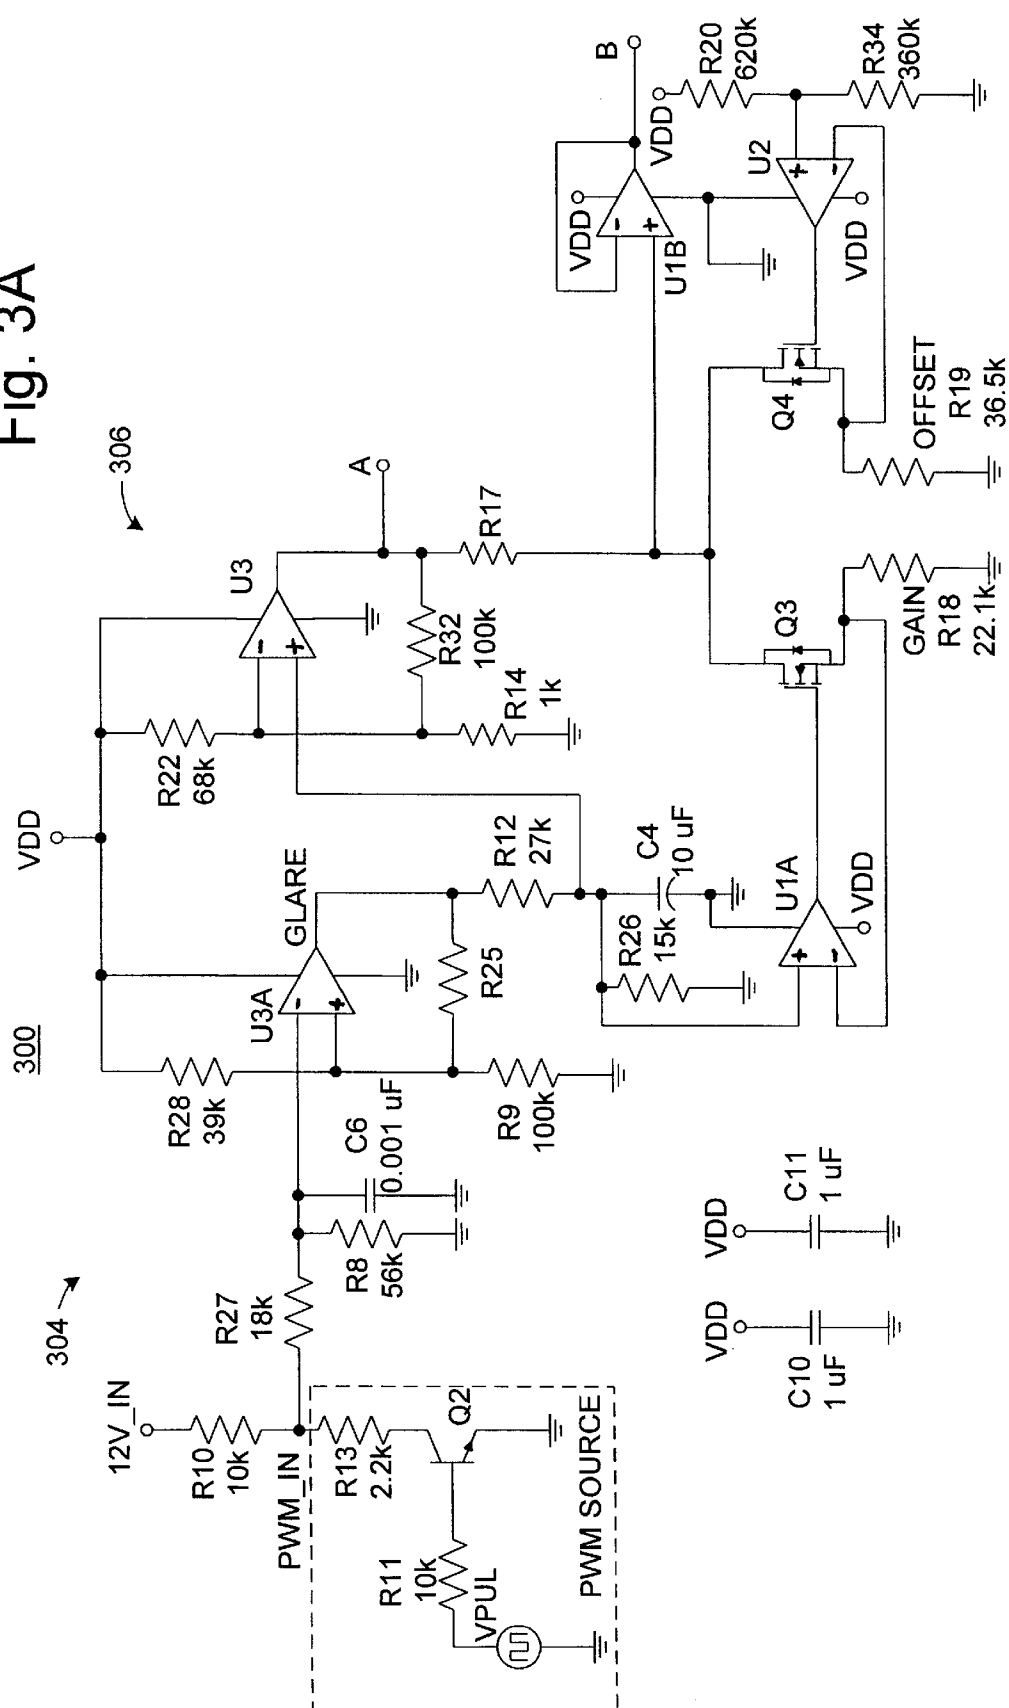 Fig. 3A
300
304
306
12V_IN
R10
10k
PWM_IN
R13
2.2k
Q2
R11
10k
VPUL
PWM SOURCE
R27
18k
R8
56k
C6
0.001 uF
R28
39k
U3A
-
+
GLARE
R25
R9
100k
R12
27k
VDD
R22
68k
U3
-
+
A
R32
100k
R14
1k
R17
R26
15k
C4
10 uF
U1A
+
-
VDD
Q3
GAIN
R18
22.1k
Q4
OFFSET
R19
36.5k
B
VDD
-
+
U1B
VDD
R20
620k
U2
+
-
VDD
R34
360k
VDD
C10
1 uF
VDD
C11
1 uF